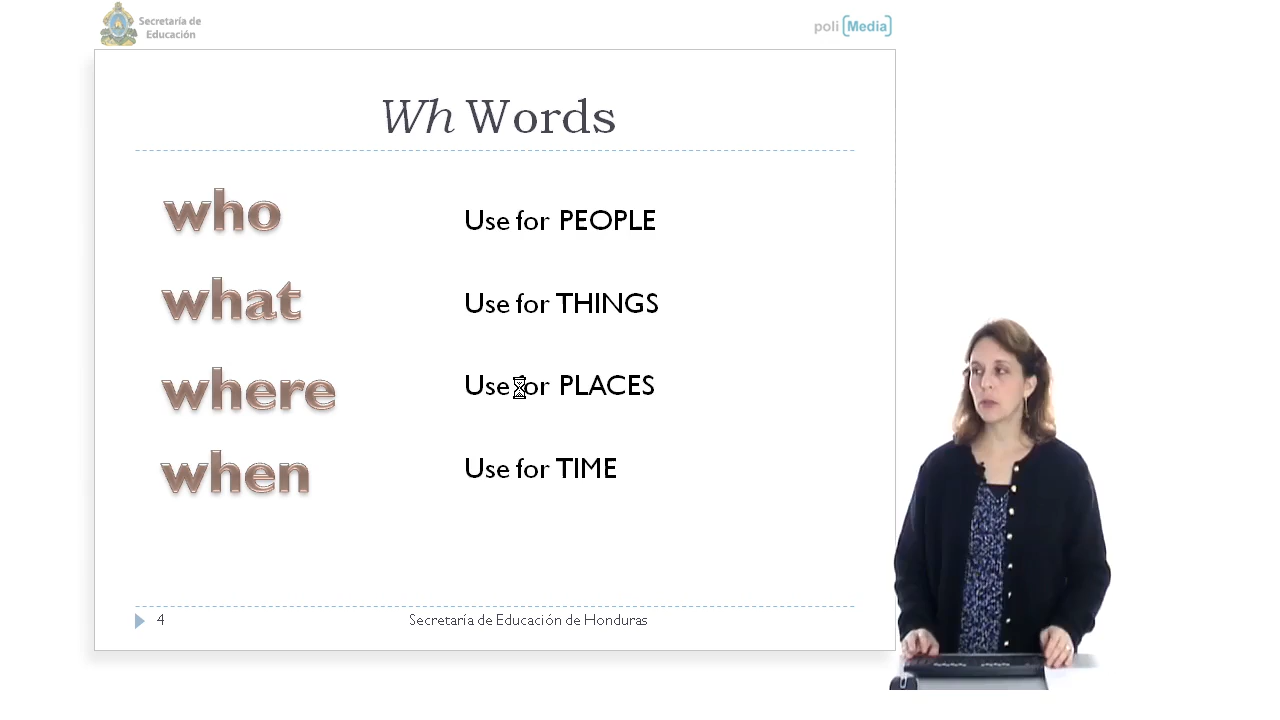 Secretaría de
Educación
poli [Media]
Wh Words
who
Use for PEOPLE
what
Use for THINGS
where
Use for PLACES
when
Use for TIME
4
Secretaría de Educación de Honduras